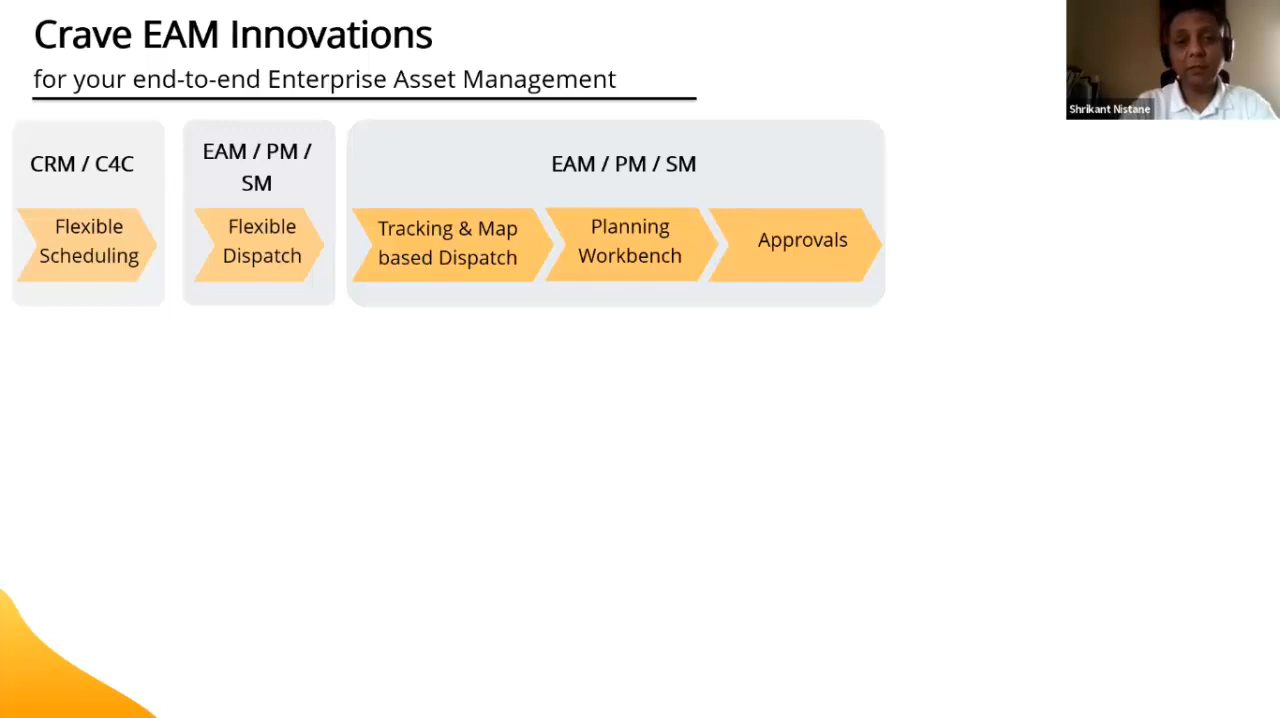 Crave EAM Innovations
for your end-to-end Enterprise Asset Management
Shrikant Nistane
CRM / C4C
EAM / PM /
SM
EAM / PM / SM
Flexible
Scheduling
Flexible
Dispatch
Tracking & Map
based Dispatch
Planning
Workbench
Approvals